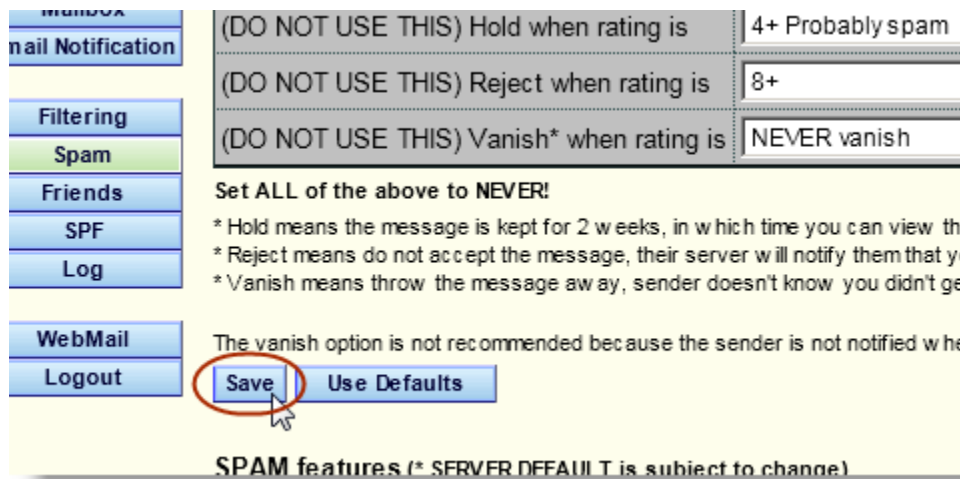 Mailbox
mail Notification
Filtering
Spam
Friends
SPF
Log
WebMail
Logout
(DO NOT USE THIS) Hold when rating is 4+ Probably spam
(DO NOT USE THIS) Reject when rating is 8+
(DO NOT USE THIS) Vanish* when rating is NEVER vanish
Set ALL of the above to NEVER!
* Hold means the message is kept for 2 weeks, in which time you can view th
* Reject means do not accept the message, their server will notify them that y
* Vanish means throw the message away, sender doesn't know you didn't ge
The vanish option is not recommended because the sender is not notified whe
Save Use Defaults
SPAM features (* SERVER DEFAULT is subject to change)